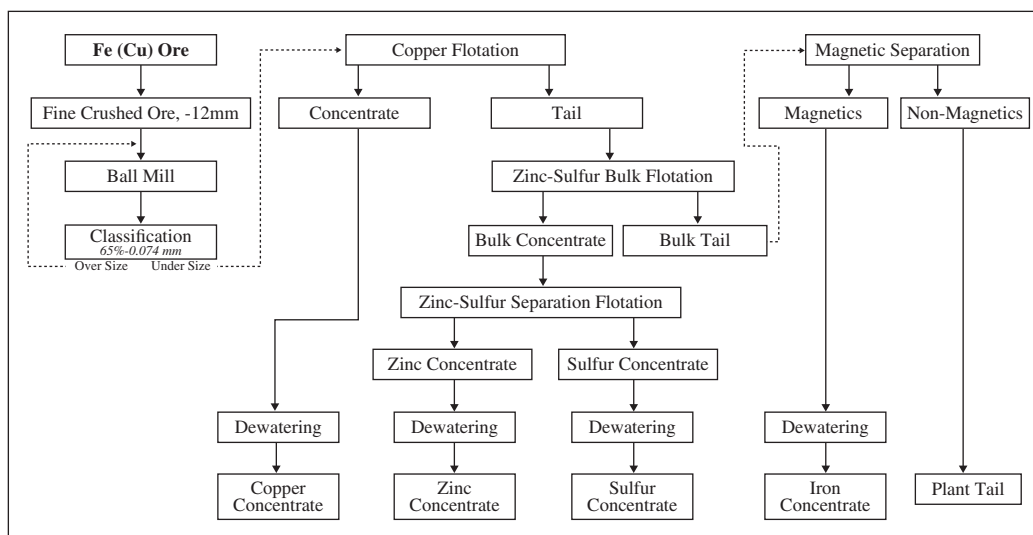 Fe (Cu) Ore
Copper Flotation
Magnetic Separation
Fine Crushed Ore, -12mm
Concentrate
Tail
Magnetics
Non-Magnetics
Ball Mill
Zinc-Sulfur Bulk Flotation
Classification
65%-0.074 mm
Over Size
Under Size
Bulk Concentrate
Bulk Tail
Zinc-Sulfur Separation Flotation
Zinc Concentrate
Sulfur Concentrate
Dewatering
Dewatering
Dewatering
Dewatering
Copper
Concentrate
Zinc
Concentrate
Sulfur
Concentrate
Iron
Concentrate
Plant Tail